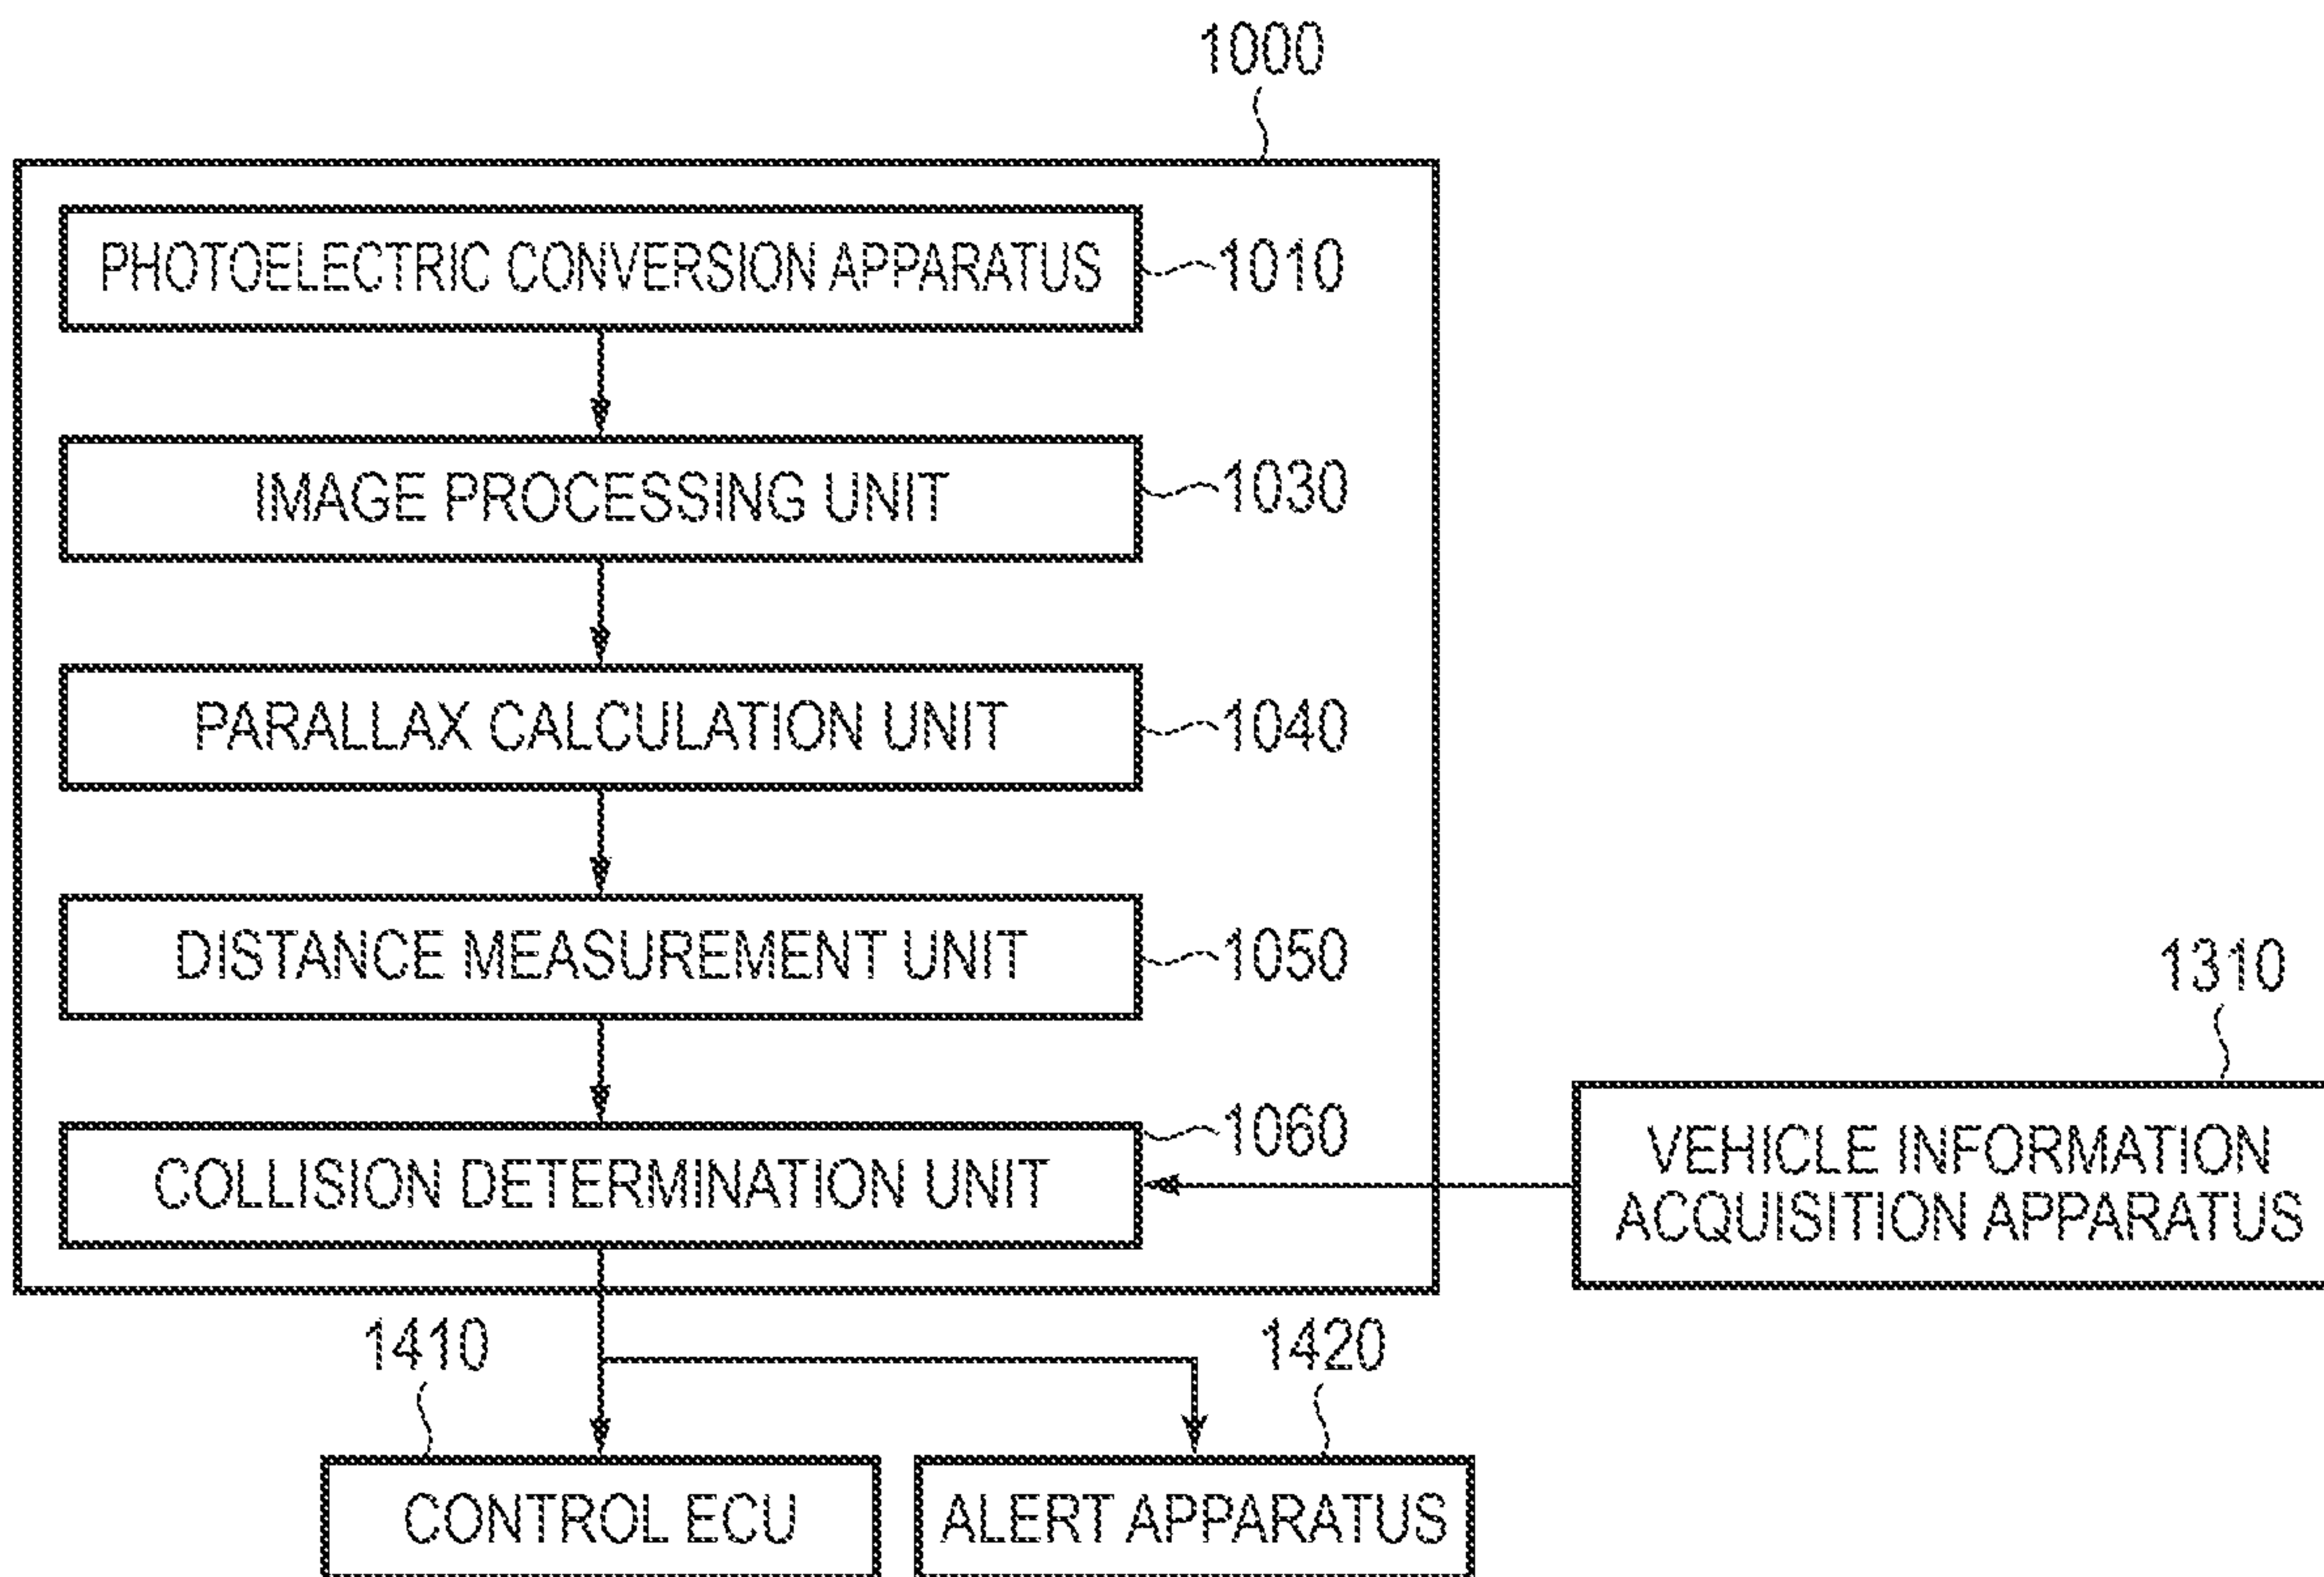 1000
PHOTOELECTRIC CONVERSION APPARATUS
1010
IMAGE PROCESSING UNIT
1030
PARALLAX CALCULATION UNIT
1040
DISTANCE MEASUREMENT UNIT
1050
COLLISION DETERMINATION UNIT
1060
1310
VEHICLE INFORMATION
ACQUISITION APPARATUS
1410
CONTROL ECU
1420
ALERT APPARATUS